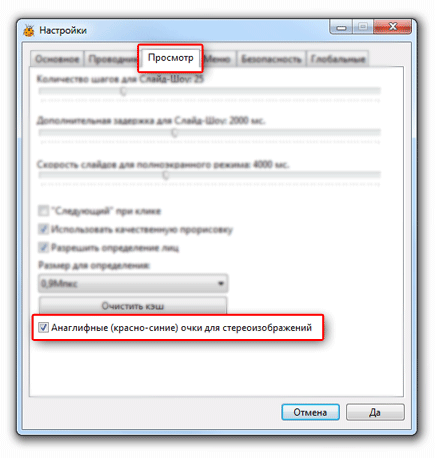 Настройки
Основное Проводник Просмотр Меню Безопасность Глобальные
Количество шагов для Слайд-Шоу: 25
Дополнительная задержка для Слайд-Шоу: 2000 мс.
Скорость слайдов для полноэкранного режима: 4000 мс.
"Следующий" при клике
Использовать качественную прорисовку
Разрешить определение лиц
Размер для определения:
0,9Мпкс
Очистить кэш
Анаглифные (красно-синие) очки для стереоизображений
Отмена Да